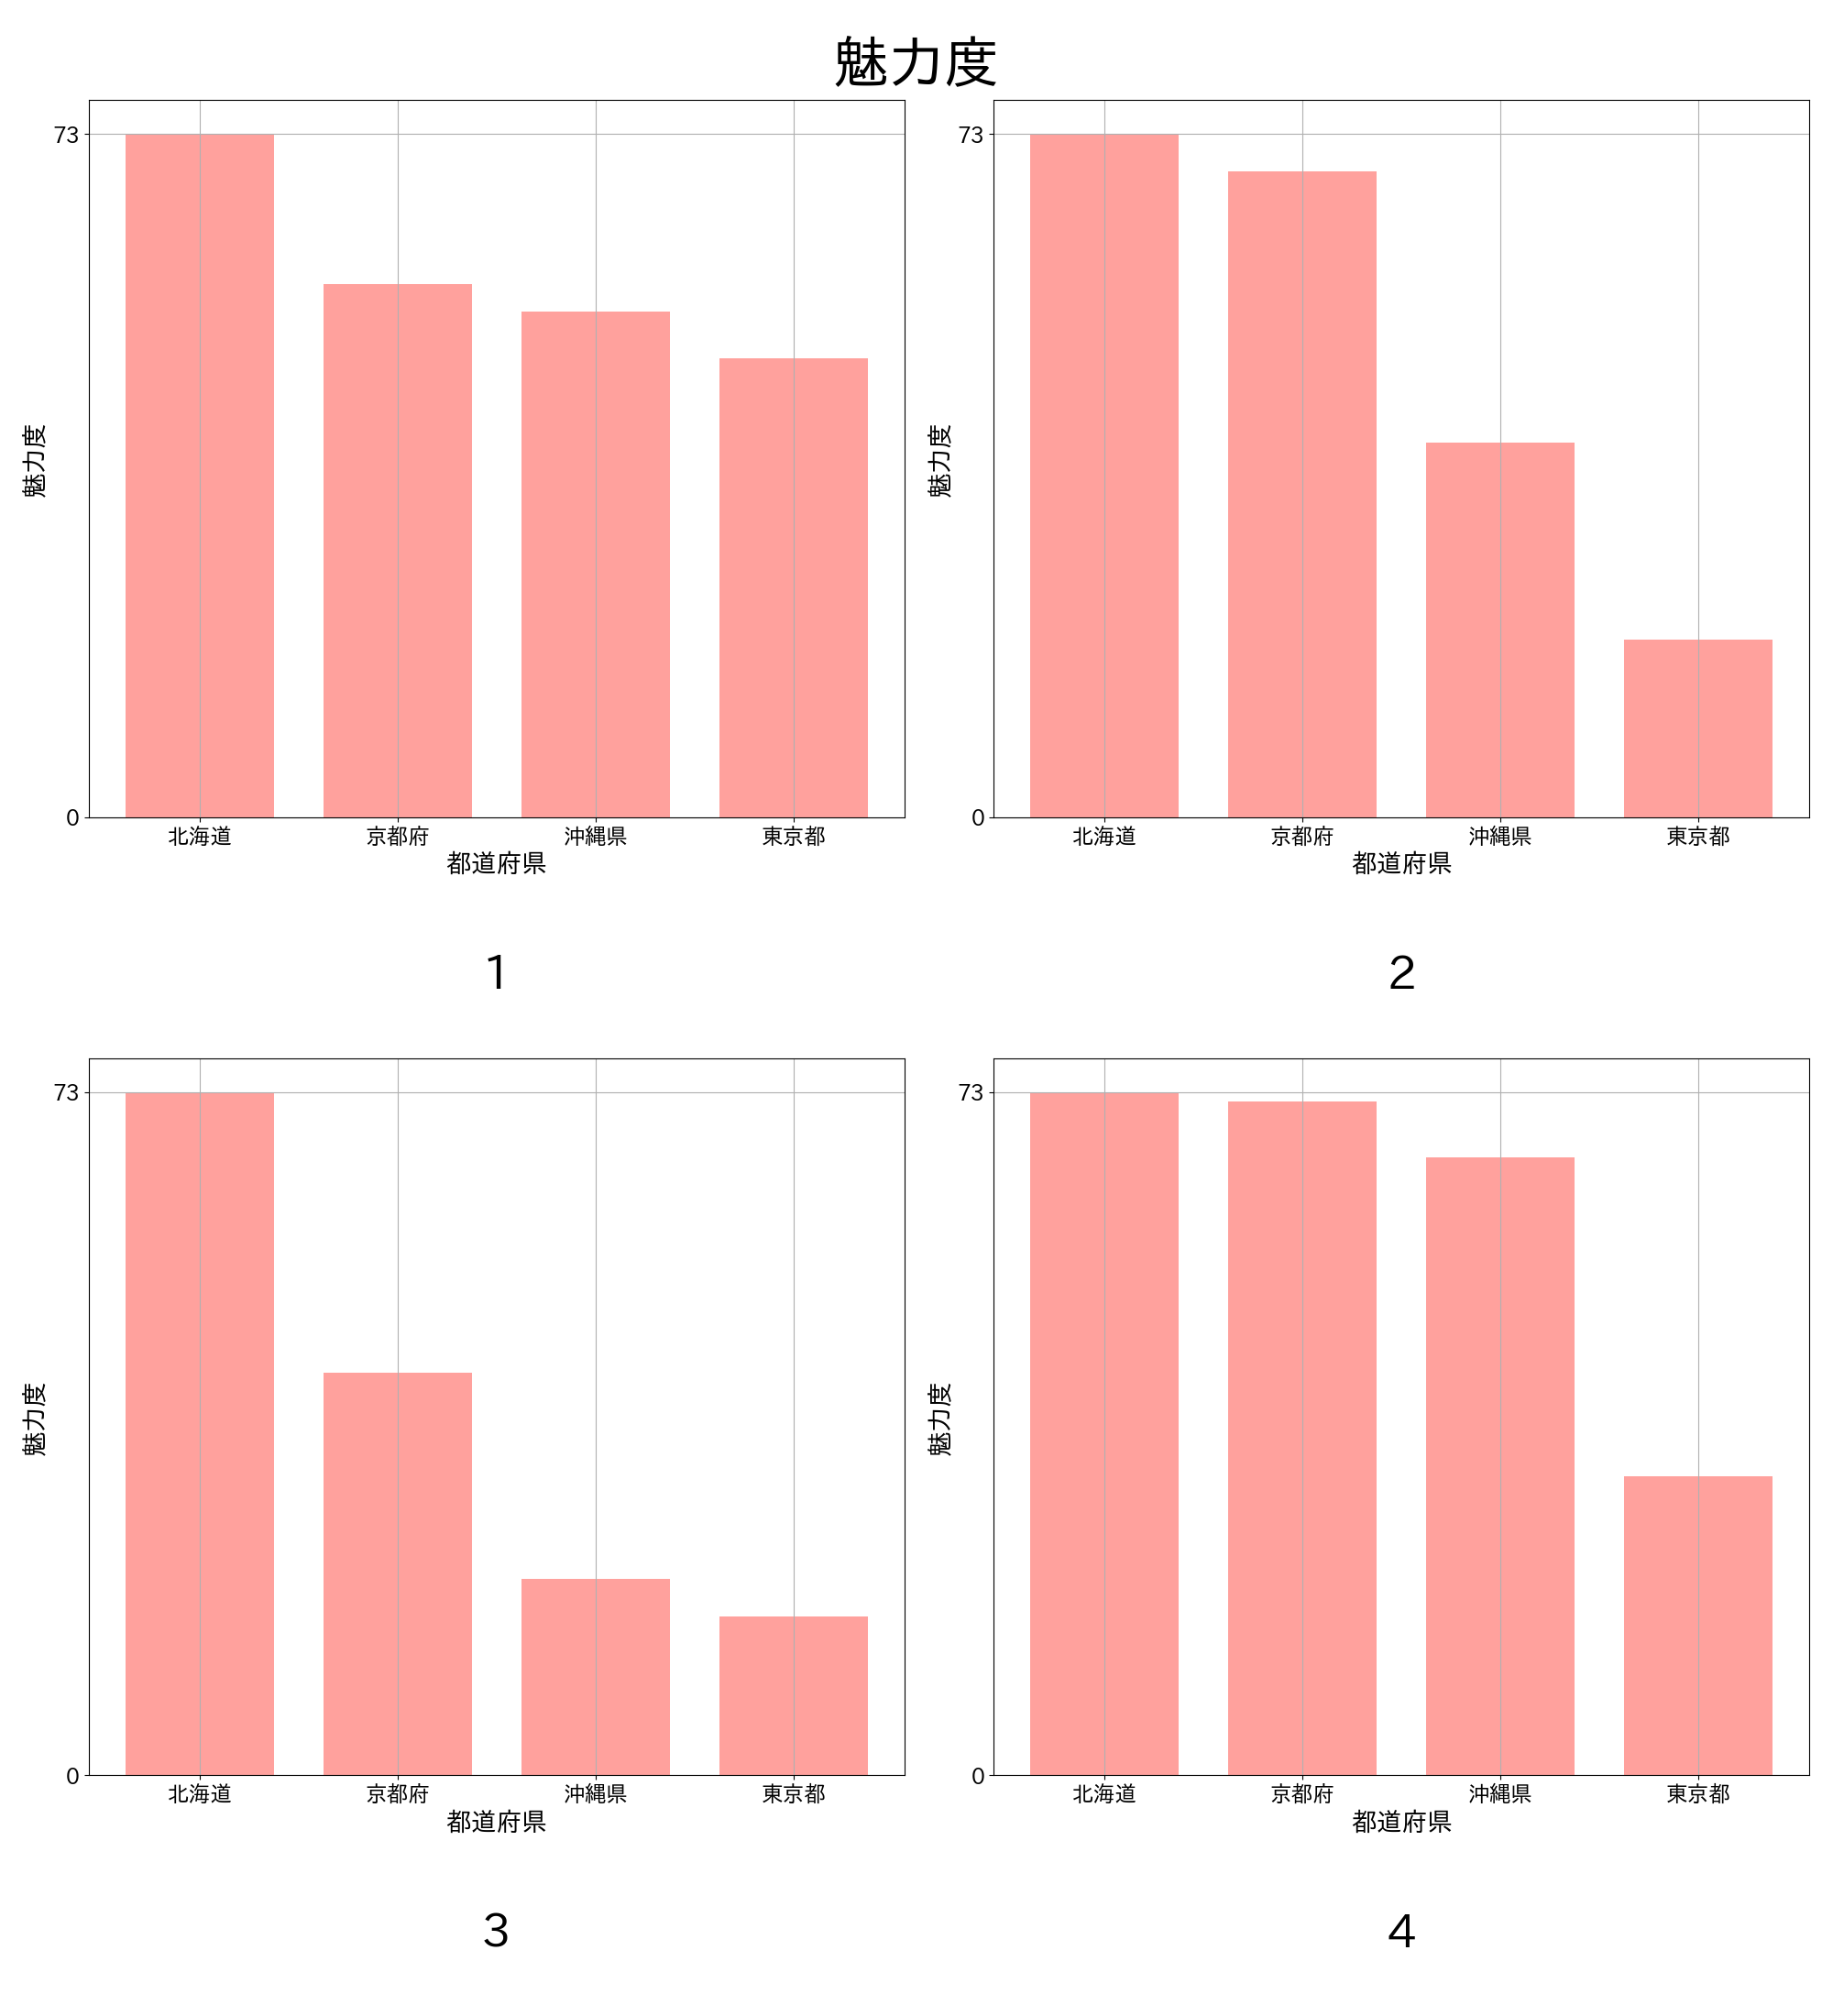 魅力度
73
魅力度
0
北海道 京都府 沖縄県 東京都
都道府県
1
73
魅力度
0
北海道 京都府 沖縄県 東京都
都道府県
2
73
魅力度
0
北海道 京都府 沖縄県 東京都
都道府県
3
73
魅力度
0
北海道 京都府 沖縄県 東京都
都道府県
4